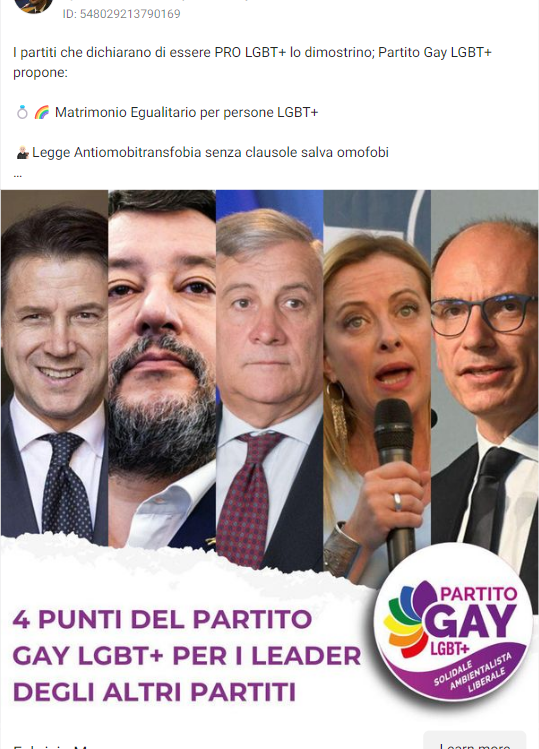 ID: 548029213790169
I partiti che dichiarano di essere PRO LGBT+ lo dimostrino; Partito Gay LGBT+
propone:
Matrimonio Egualitario per persone LGBT+
Legge Antiomobitransfobia senza clausole salva omofobi
...
4 PUNTI DEL PARTITO
GAY LGBT+ PER I LEADER
DEGLI ALTRI PARTITI
PARTITO
GAY
LGBT+
SOLIDALE
AMBIENTALISTA
LIBERALE
Learn more